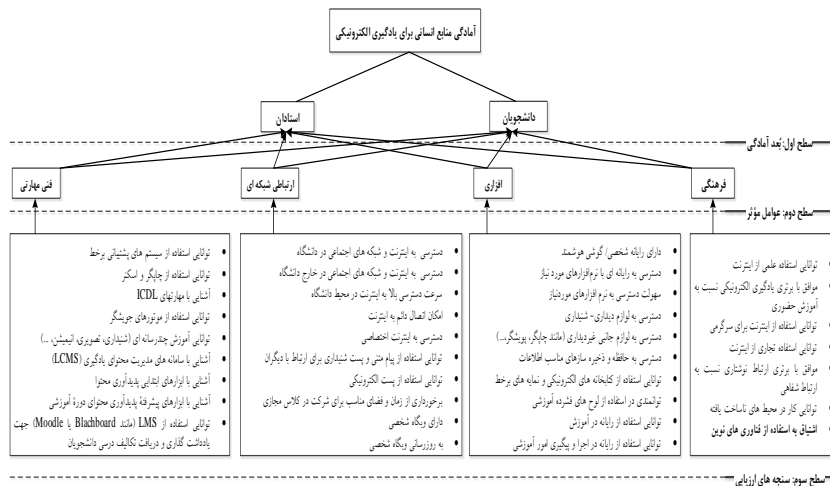 آمادگی منابع انسانی برای یادگیری الکترونیکی
دانشجویان
استادان
سطح اول: بُعد آمادگی
فرهنگی
افزاری
ارتباطی شبکه ای
فنی مهارتی
سطح دوم: عوامل مؤثر
توانایی استفاده علمی از اینترنت
موافق با برتری یادگیری الکترونیکی نسبت به
آموزش حضوری
توانایی استفاده از اینترنت برای سرگرمی
توانایی استفاده تجاری از اینترنت
موافق با برتری ارتباط نوشتاری نسبت به
ارتباط شفاهی
توانایی کار در محیط های ناساخت یافته
اشتیاق به استفاده از فناوری های نوین
دارای رایانه شخصی/ گوشی هوشمند
دسترسی به رایانه ای با نرم‌افزارهای مورد نیاز
سهولت دسترسی به نرم افزارهای موردنیاز
دسترسی به لوازم دیداری- شنیداری
دسترسی به لوازم جانبی غیردیداری (مانند چاپگر، پویشگر،...)
دسترسی به حافظه و ذخیره سازهای مناسب اطلاعات
توانایی استفاده از کتابخانه های الکترونیکی و نمایه های برخط
توانمندی در استفاده از لوح های فشرده آموزشی
توانایی استفاده از رایانه در آموزش
توانایی استفاده از رایانه در اجرا و پیگیری امور آموزشی
دسترسی به اینترنت و شبکه های اجتماعی در دانشگاه
دسترسی به اینترنت و شبکه های اجتماعی در خارج دانشگاه
سرعت دسترسی بالا به اینترنت در محیط دانشگاه
امکان اتصال دائم به اینترنت
دسترسی به اینترنت اختصاصی
توانایی استفاده از پیام متنی و پست شنیداری برای ارتباط با دیگران
توانایی استفاده از پست الکترونیکی
برخورداری از زمان و فضای مناسب برای شرکت در کلاس مجازی
دارای وبگاه شخصی
به روزرسانی وبگاه شخصی
توانایی استفاده از سیستم های پشتیبانی برخط
توانایی استفاده از چاپگر و اسکنر
آشنایی با مهارتهای ICDL
توانایی استفاده از موتورهای جویشگر
توانایی آموزش چندرسانه ای (شنیداری، تصویری، انیمیشن، ...)
آشنایی با سامانه های مدیریت محتوای یادگیری (LCMS)
آشنایی با ابزارهای ابتدایی پدیدآوری محتوا
آشنایی با ابزارهای پیشرفتۀ پدیدآوری محتوای دورۀ آموزشی
توانایی استفاده از LMS (مانند Blachboard یا Moodle) جهت
یادداشت گذاری و دریافت تکالیف درسی دانشجویان
سطح سوم: سنجه های ارزیابی